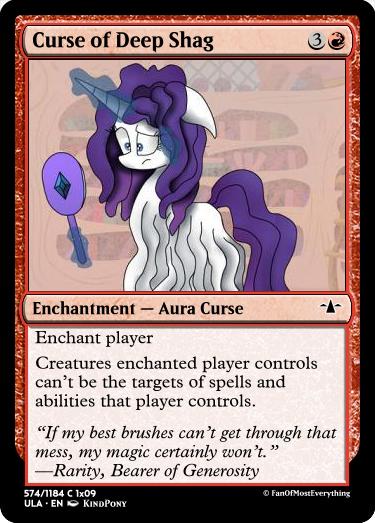 Curse of Deep Shag 3
Enchantment — Aura Curse
Enchant player
Creatures enchanted player controls
can't be the targets of spells and
abilities that player controls.
"If my best brushes can't get through that
mess, my magic certainly won't."
—Rarity, Bearer of Generosity
574/1184 C 1x09
ULA • EN KindPony
© FanOfMostEverything